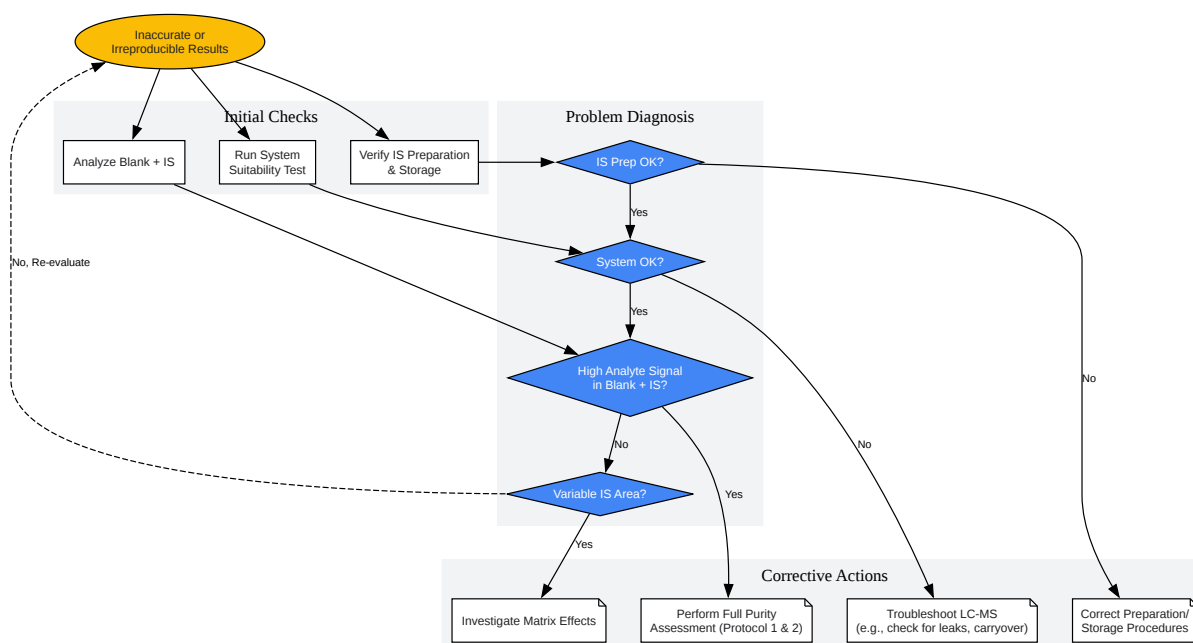 Inaccurate or
Irreproducible Results
Initial Checks
Problem Diagnosis
Analyze Blank + IS
Run System
Suitability Test
Verify IS Preparation
& Storage
IS Prep OK?
Yes
System OK?
No, Re-evaluate
Yes
High Analyte Signal
in Blank + IS?
No
No
No
Variable IS Area?
Yes
Yes
Corrective Actions
Investigate Matrix Effects
Perform Full Purity
Assessment (Protocol 1 & 2)
Troubleshoot LC-MS
(e.g., check for leaks, carryover)
Correct Preparation/
Storage Procedures